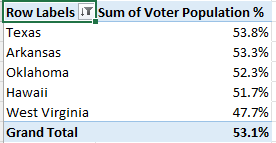 Row Labels Sum of Voter Population %
Texas 53.8%
Arkansas 53.3%
Oklahoma 52.3%
Hawaii 51.7%
West Virginia 47.7%
Grand Total 53.1%